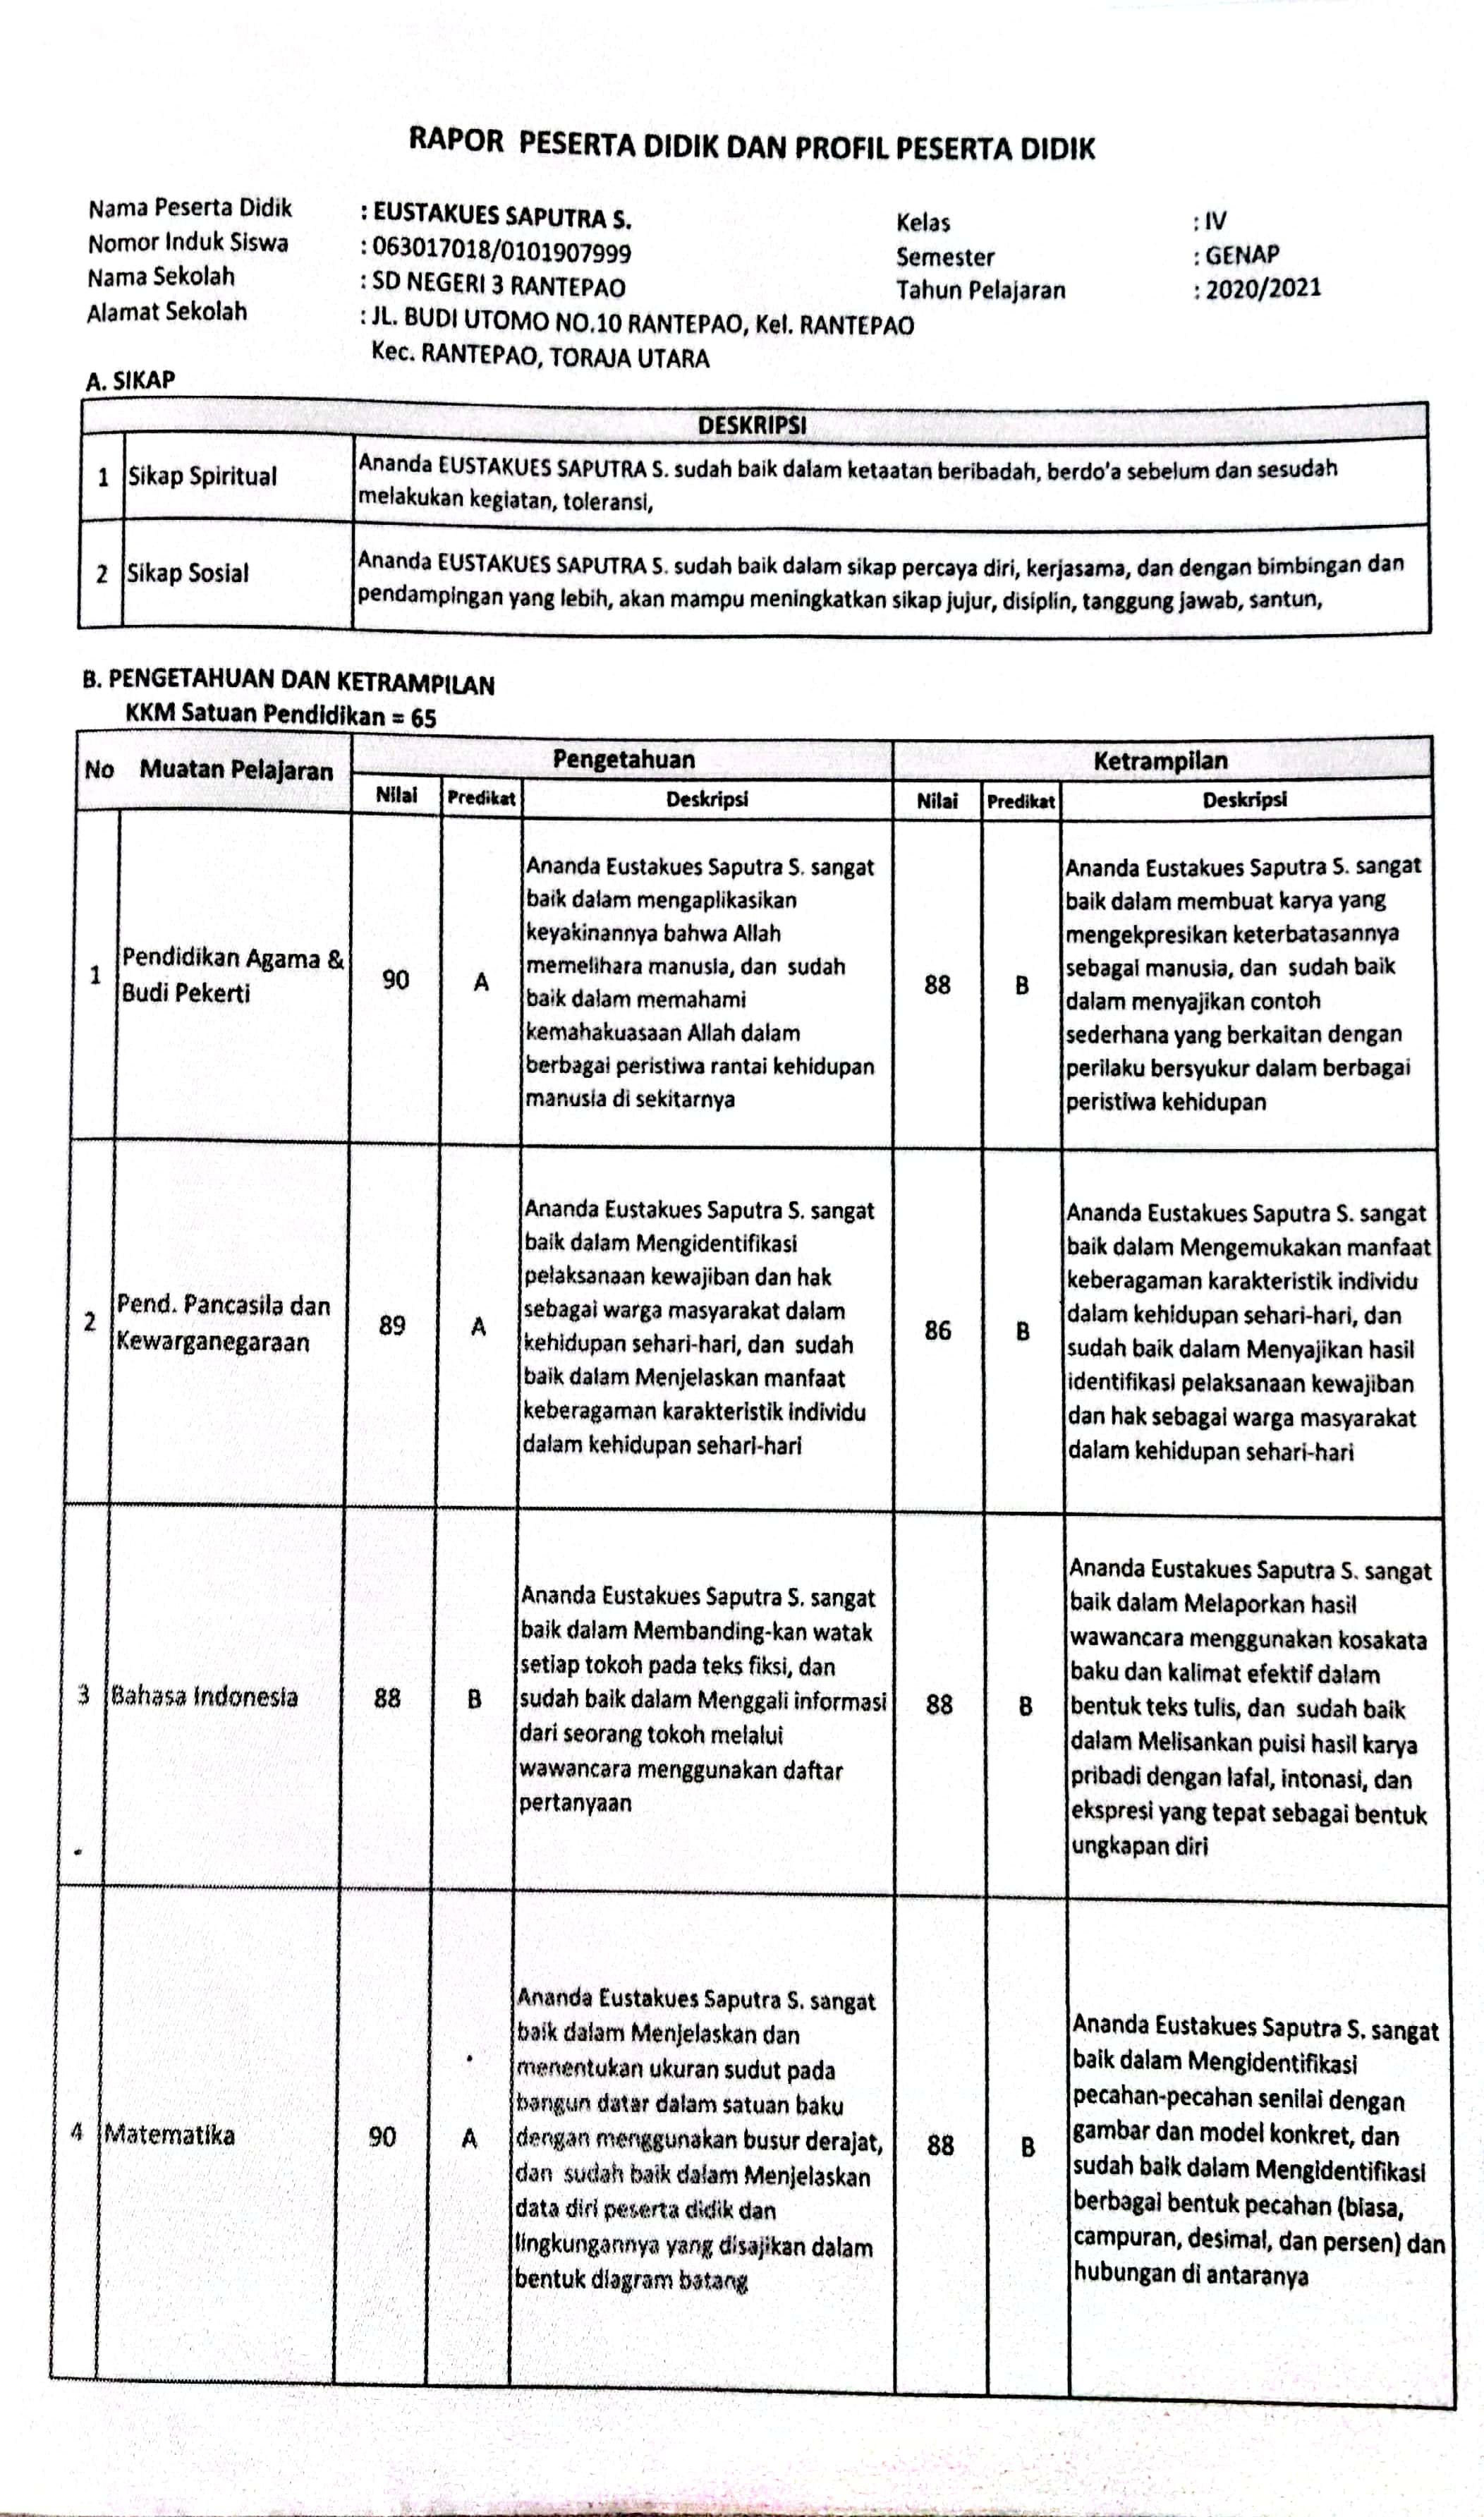 RAPOR PESERTA DIDIK DAN PROFIL PESERTA DIDIK
Nama Peserta Didik : EUSTAKUES SAPUTRA S. Kelas : IV
Nomor Induk Siswa : 063017018/0101907999 Semester : GENAP
Nama Sekolah : SD NEGERI 3 RANTEPAO Tahun Pelajaran : 2020/2021
Alamat Sekolah : JL. BUDI UTOMO NO.10 RANTEPAO, Kel. RANTEPAO
Kec. RANTEPAO, TORAJA UTARA
A. SIKAP
DESKRIPSI
1 Sikap Spiritual
Ananda EUSTAKUES SAPUTRA S. sudah baik dalam ketaatan beribadah, berdo'a sebelum dan sesudah
melakukan kegiatan, toleransi,
2 Sikap Sosial
Ananda EUSTAKUES SAPUTRA S. sudah baik dalam sikap percaya diri, kerjasama, dan dengan bimbingan dan
pendampingan yang lebih, akan mampu meningkatkan sikap jujur, disiplin, tanggung jawab, santun,
B. PENGETAHUAN DAN KETRAMPILAN
KKM Satuan Pendidikan = 65
No Muatan Pelajaran Pengetahuan Ketrampilan
Nilai Predikat Deskripsi Nilai Predikat Deskripsi
1
Pendidikan Agama &
Budi Pekerti
90 A
Ananda Eustakues Saputra S. sangat
baik dalam mengaplikasikan
keyakinannya bahwa Allah
memelihara manusia, dan sudah
baik dalam memahami
kemahakuasaan Allah dalam
berbagai peristiwa rantai kehidupan
manusia di sekitarnya
88 B
Ananda Eustakues Saputra S. sangat
baik dalam membuat karya yang
mengekpresikan keterbatasannya
sebagai manusia, dan sudah baik
dalam menyajikan contoh
sederhana yang berkaitan dengan
perilaku bersyukur dalam berbagai
peristiwa kehidupan
2
Pend. Pancasila dan
Kewarganegaraan
89 A
Ananda Eustakues Saputra S. sangat
baik dalam Mengidentifikasi
pelaksanaan kewajiban dan hak
sebagai warga masyarakat dalam
kehidupan sehari-hari, dan sudah
baik dalam Menjelaskan manfaat
keberagaman karakteristik individu
dalam kehidupan sehari-hari
86 B
Ananda Eustakues Saputra S. sangat
baik dalam Mengemukakan manfaat
keberagaman karakteristik individu
dalam kehidupan sehari-hari, dan
sudah baik dalam Menyajikan hasil
identifikasi pelaksanaan kewajiban
dan hak sebagai warga masyarakat
dalam kehidupan sehari-hari
3 Bahasa Indonesia
88 B
Ananda Eustakues Saputra S. sangat
baik dalam Membanding-kan watak
setiap tokoh pada teks fiksi, dan
sudah baik dalam Menggali informasi
dari seorang tokoh melalui
wawancara menggunakan daftar
pertanyaan
88 B
Ananda Eustakues Saputra S. sangat
baik dalam Melaporkan hasil
wawancara menggunakan kosakata
baku dan kalimat efektif dalam
bentuk teks tulis, dan sudah baik
dalam Melisankan puisi hasil karya
pribadi dengan lafal, intonasi, dan
ekspresi yang tepat sebagai bentuk
ungkapan diri
4 Matematika
90 A
Ananda Eustakues Saputra S. sangat
baik dalam Menjelaskan dan
menentukan ukuran sudut pada
bangun datar dalam satuan baku
dengan menggunakan busur derajat,
dan sudah baik dalam Menjelaskan
data diri peserta didik dan
lingkungannya yang disajikan dalam
bentuk diagram batang
88 B
Ananda Eustakues Saputra S. sangat
baik dalam Mengidentifikasi
pecahan-pecahan senilai dengan
gambar dan model konkret, dan
sudah baik dalam Mengidentifikasi
berbagai bentuk pecahan (biasa,
campuran, desimal, dan persen) dan
hubungan di antaranya